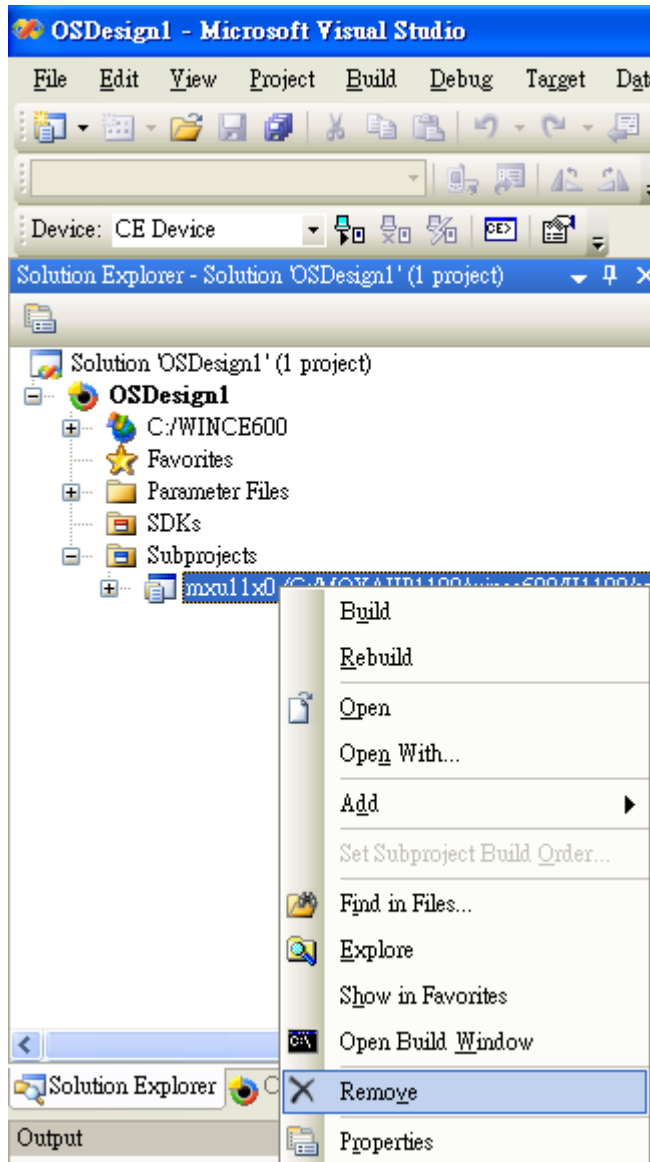 OSDesign1 - Microsoft Visual Studio
File Edit View Project Build Debug Target Dat
Device: CE Device
CE>
Solution Explorer - Solution 'OSDesign1' (1 project)
Solution 'OSDesign1' (1 project)
OSDesign1
C:/WINCE600
Favorites
Parameter Files
SDKs
Subprojects
mxu11x0
Build
Rebuild
Open
Open With...
Add
Set Subproject Build Order...
Find in Files...
Explore
Show in Favorites
C:\ Open Build Window
Solution Explorer C
Remove
Output
Properties